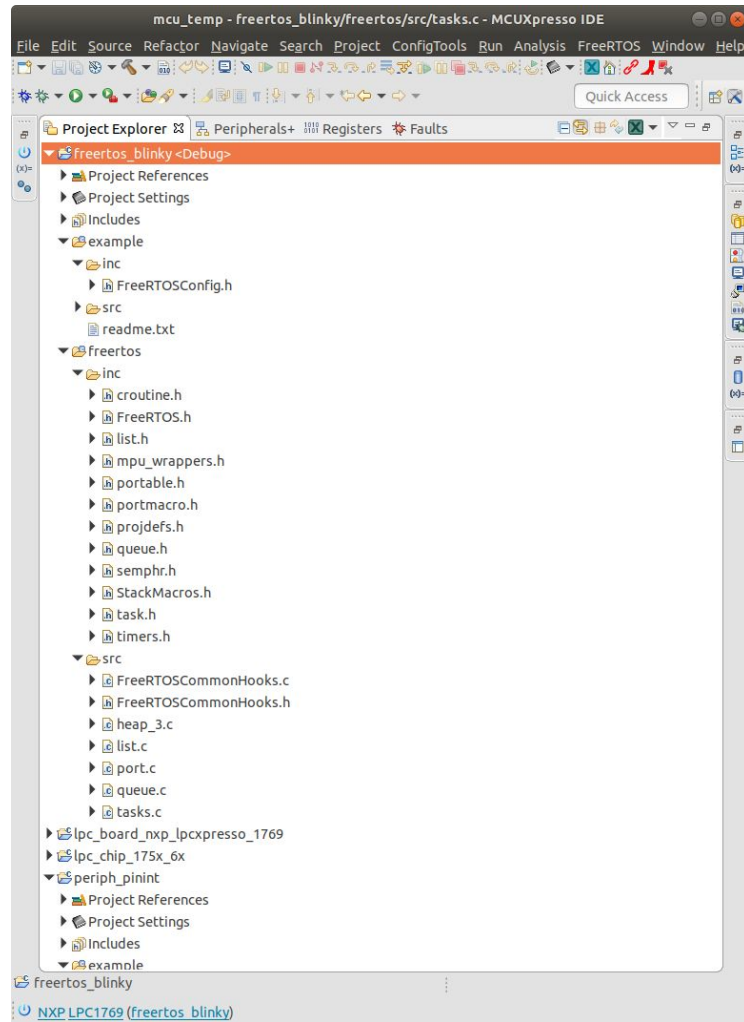 mcu_temp - freertos_blinky/freertos/src/tasks.c - MCUXpresso IDE
File Edit Source Refactor Navigate Search Project ConfigTools Run Analysis FreeRTOS Window Help
Quick Access
Project Explorer Peripherals+ Registers Faults
freertos_blinky <Debug>
Project References
Project Settings
Includes
example
inc
FreeRTOSConfig.h
src
readme.txt
freertos
inc
croutine.h
FreeRTOS.h
list.h
mpu_wrappers.h
portable.h
portmacro.h
projdefs.h
queue.h
semphr.h
StackMacros.h
task.h
timers.h
src
FreeRTOSCommonHooks.c
FreeRTOSCommonHooks.h
heap_3.c
list.c
port.c
queue.c
tasks.c
lpc_board_nxp_lpcxpresso_1769
lpc_chip_175x_6x
periph_pinint
Project References
Project Settings
Includes
example
freertos_blinky
NXP LPC1769 (freertos_blinky)